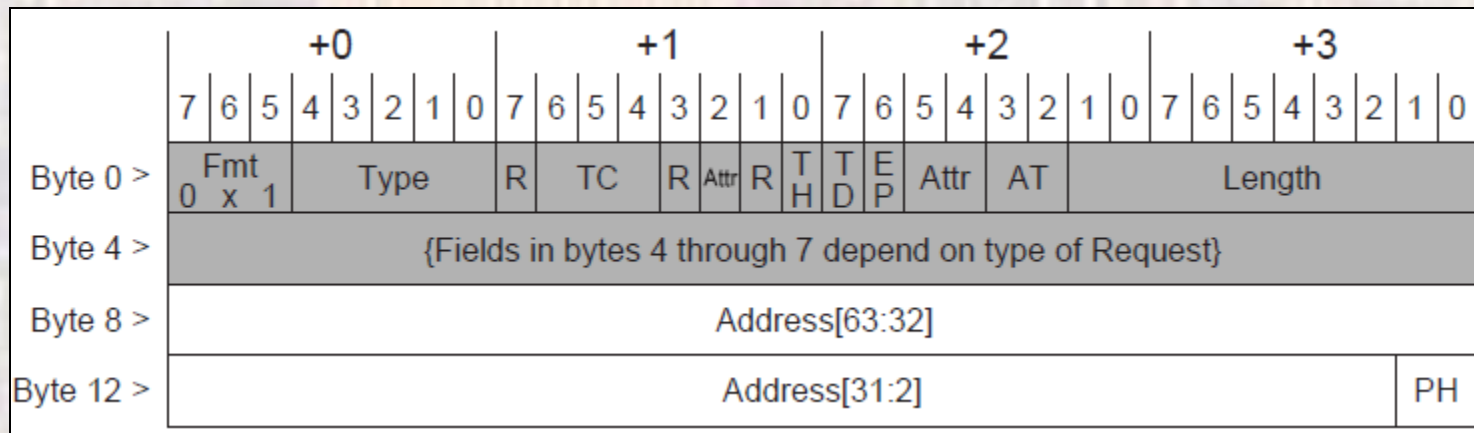 +0 +1 +2 +3
7 6 5 4 3 2 1 0 7 6 5 4 3 2 1 0 7 6 5 4 3 2 1 0 7 6 5 4 3 2 1 0
Byte 0 > Fmt 0 x 1 Type R TC R Attr R TH TD EP Attr AT Length
Byte 4 > {Fields in bytes 4 through 7 depend on type of Request}
Byte 8 > Address[63:32]
Byte 12 > Address[31:2] PH